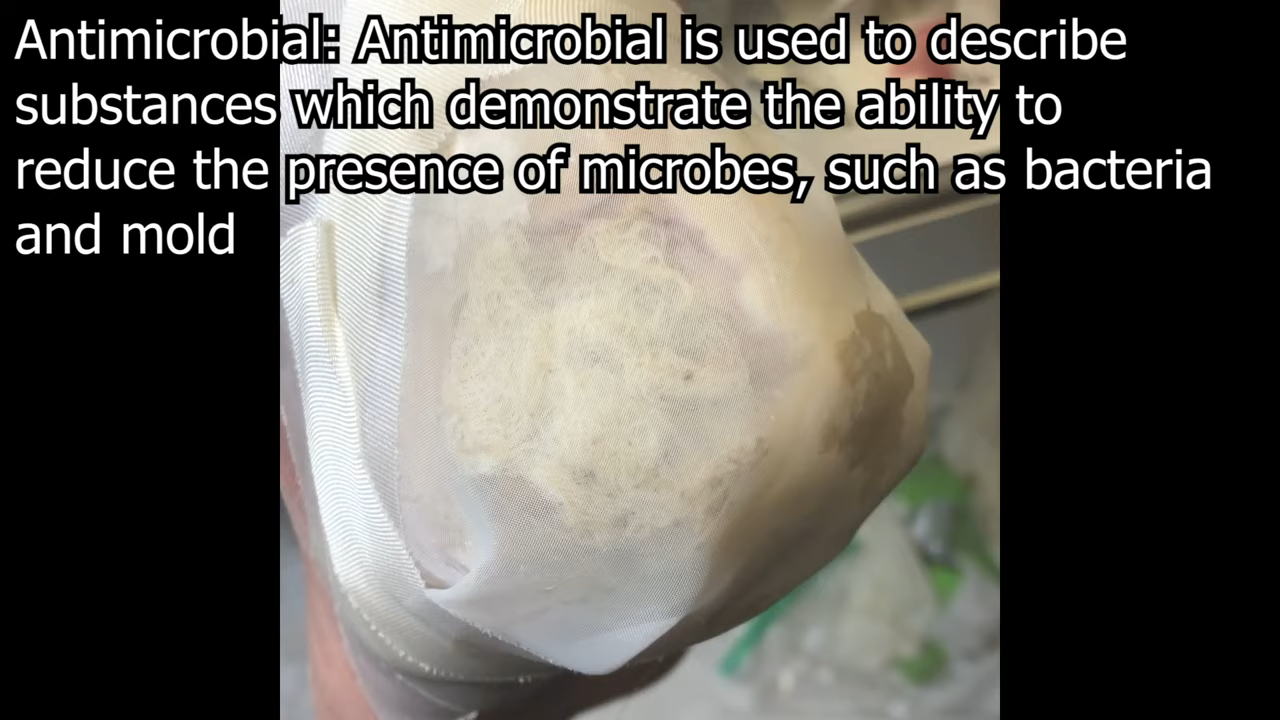 Antimicrobial: Antimicrobial is used to describe
substances which demonstrate the ability to
reduce the presence of microbes, such as bacteria
and mold